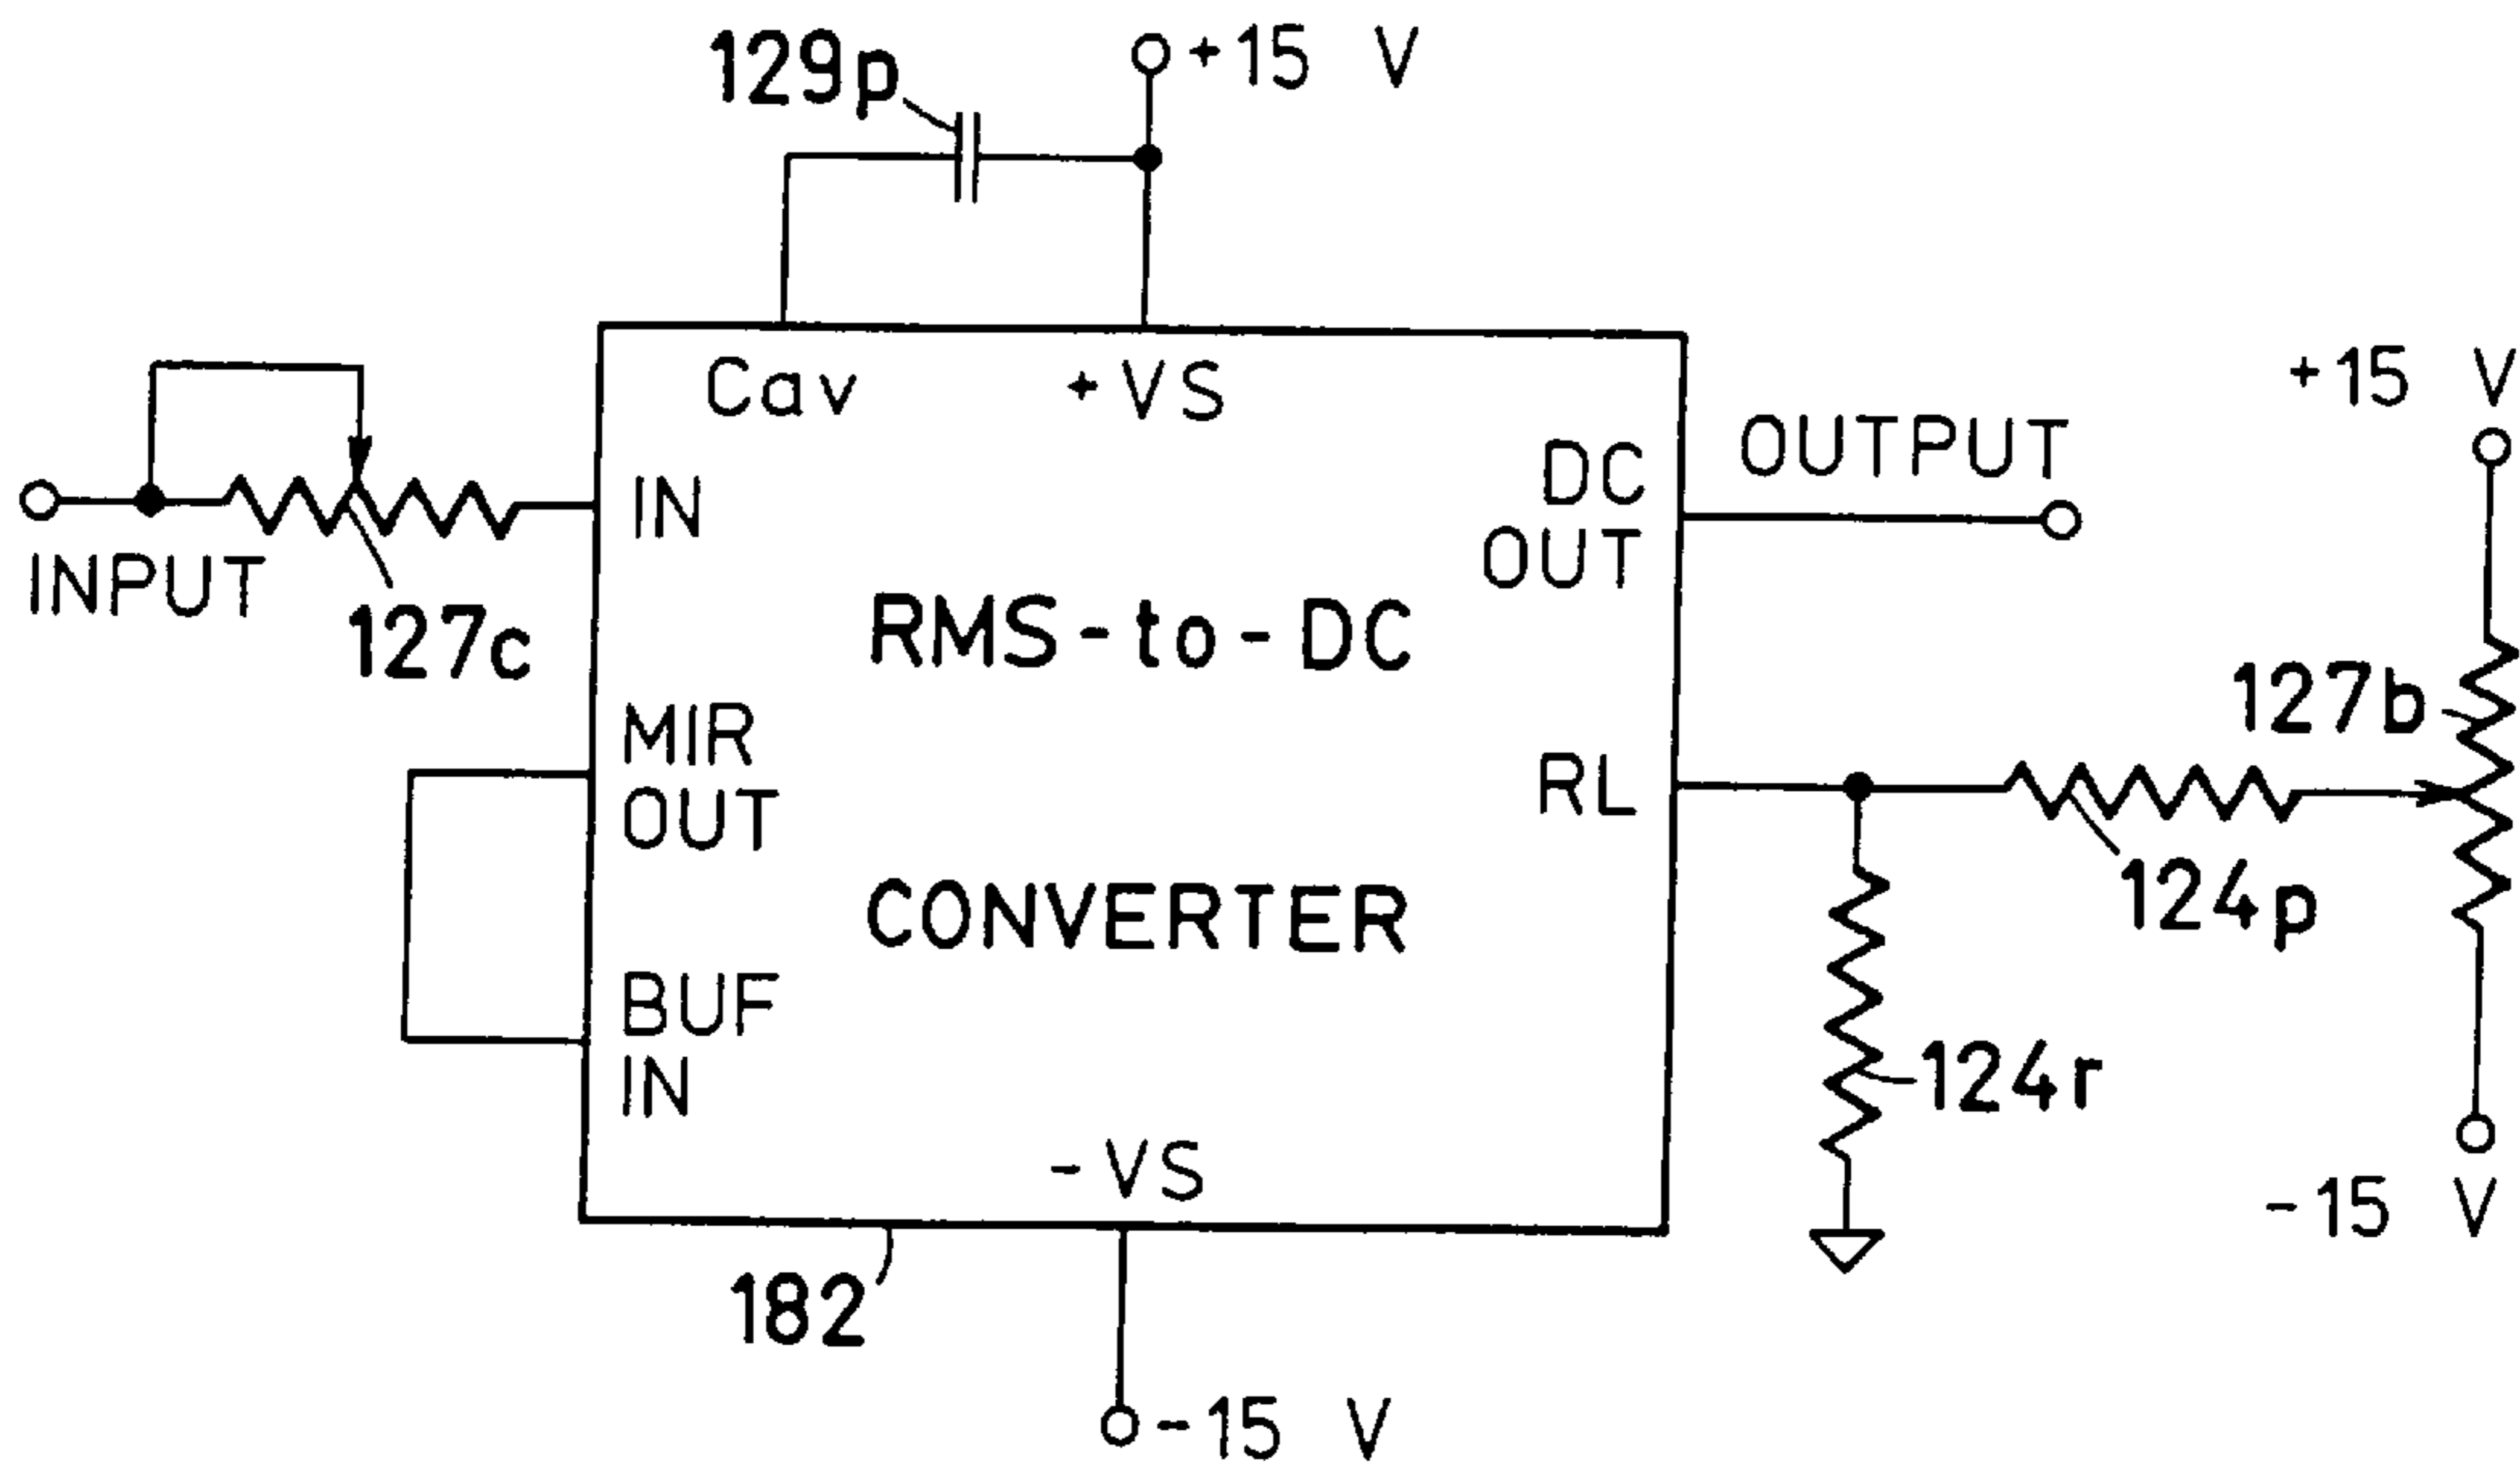 129p
+15 V
Cav
+VS
IN
INPUT
127c
DC
OUT
OUTPUT
+15 V
RMS-to-DC
CONVERTER
MIR
OUT
BUF
IN
RL
127b
124p
124r
-VS
-15 V
182
-15 V